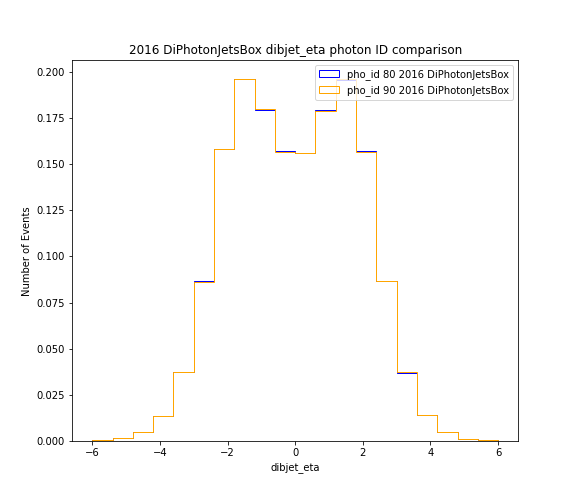 2016 DiPhotonJetsBox dibjet_eta photon ID comparison
pho_id 80 2016 DiPhotonJetsBox
pho_id 90 2016 DiPhotonJetsBox
Number of Events
0.200
0.175
0.150
0.125
0.100
0.075
0.050
0.025
0.000
−6 −4 −2 0 2 4 6
dibjet_eta